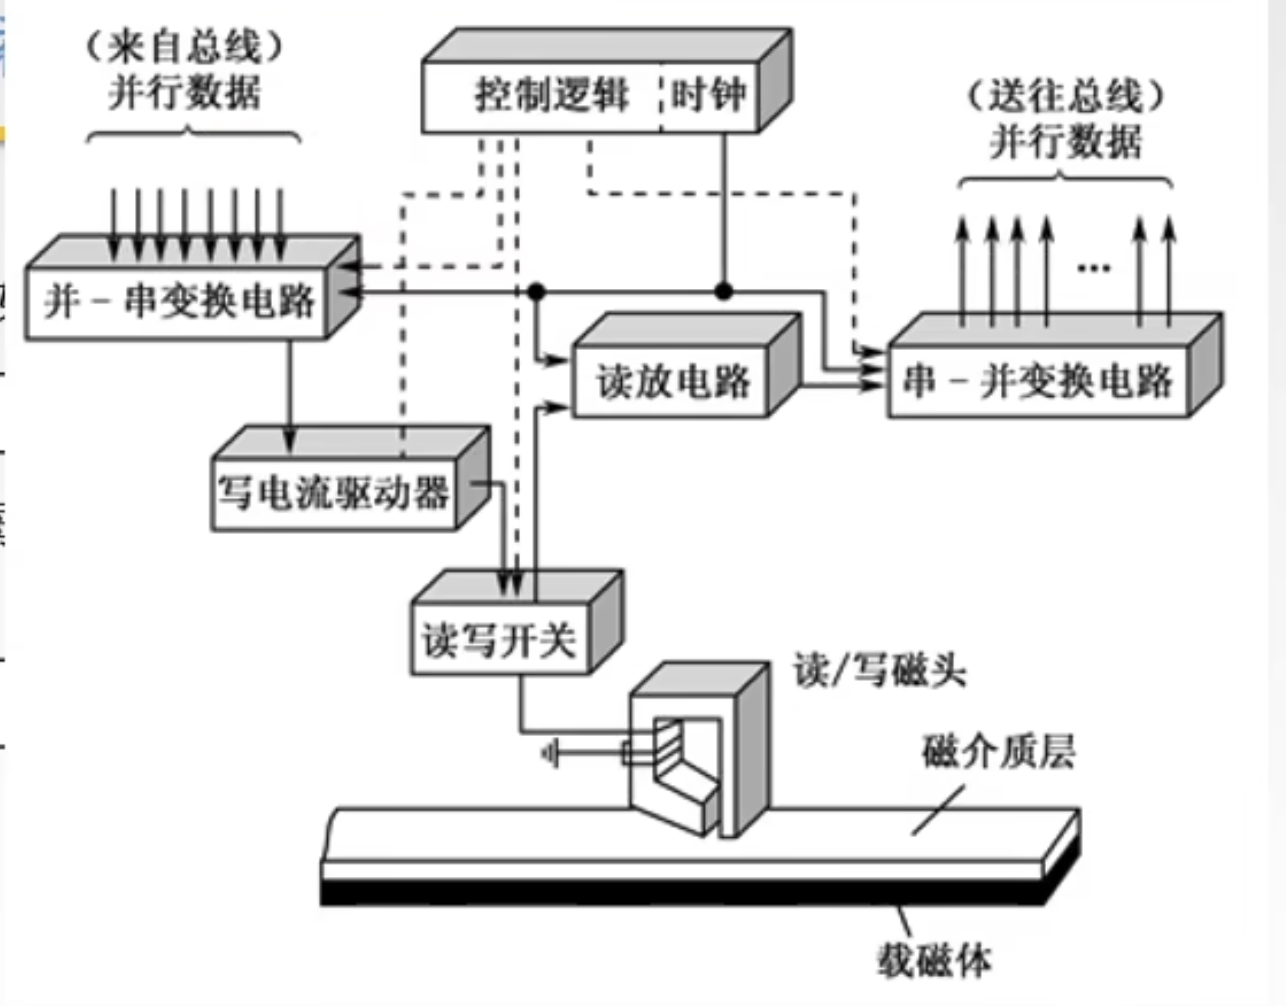 （来自总线）
并行数据
控制逻辑
时钟
（送往总线）
并行数据
并－串变换电路
读放电路
串－并变换电路
...
写电流驱动器
读写开关
读/写磁头
磁介质层
载磁体